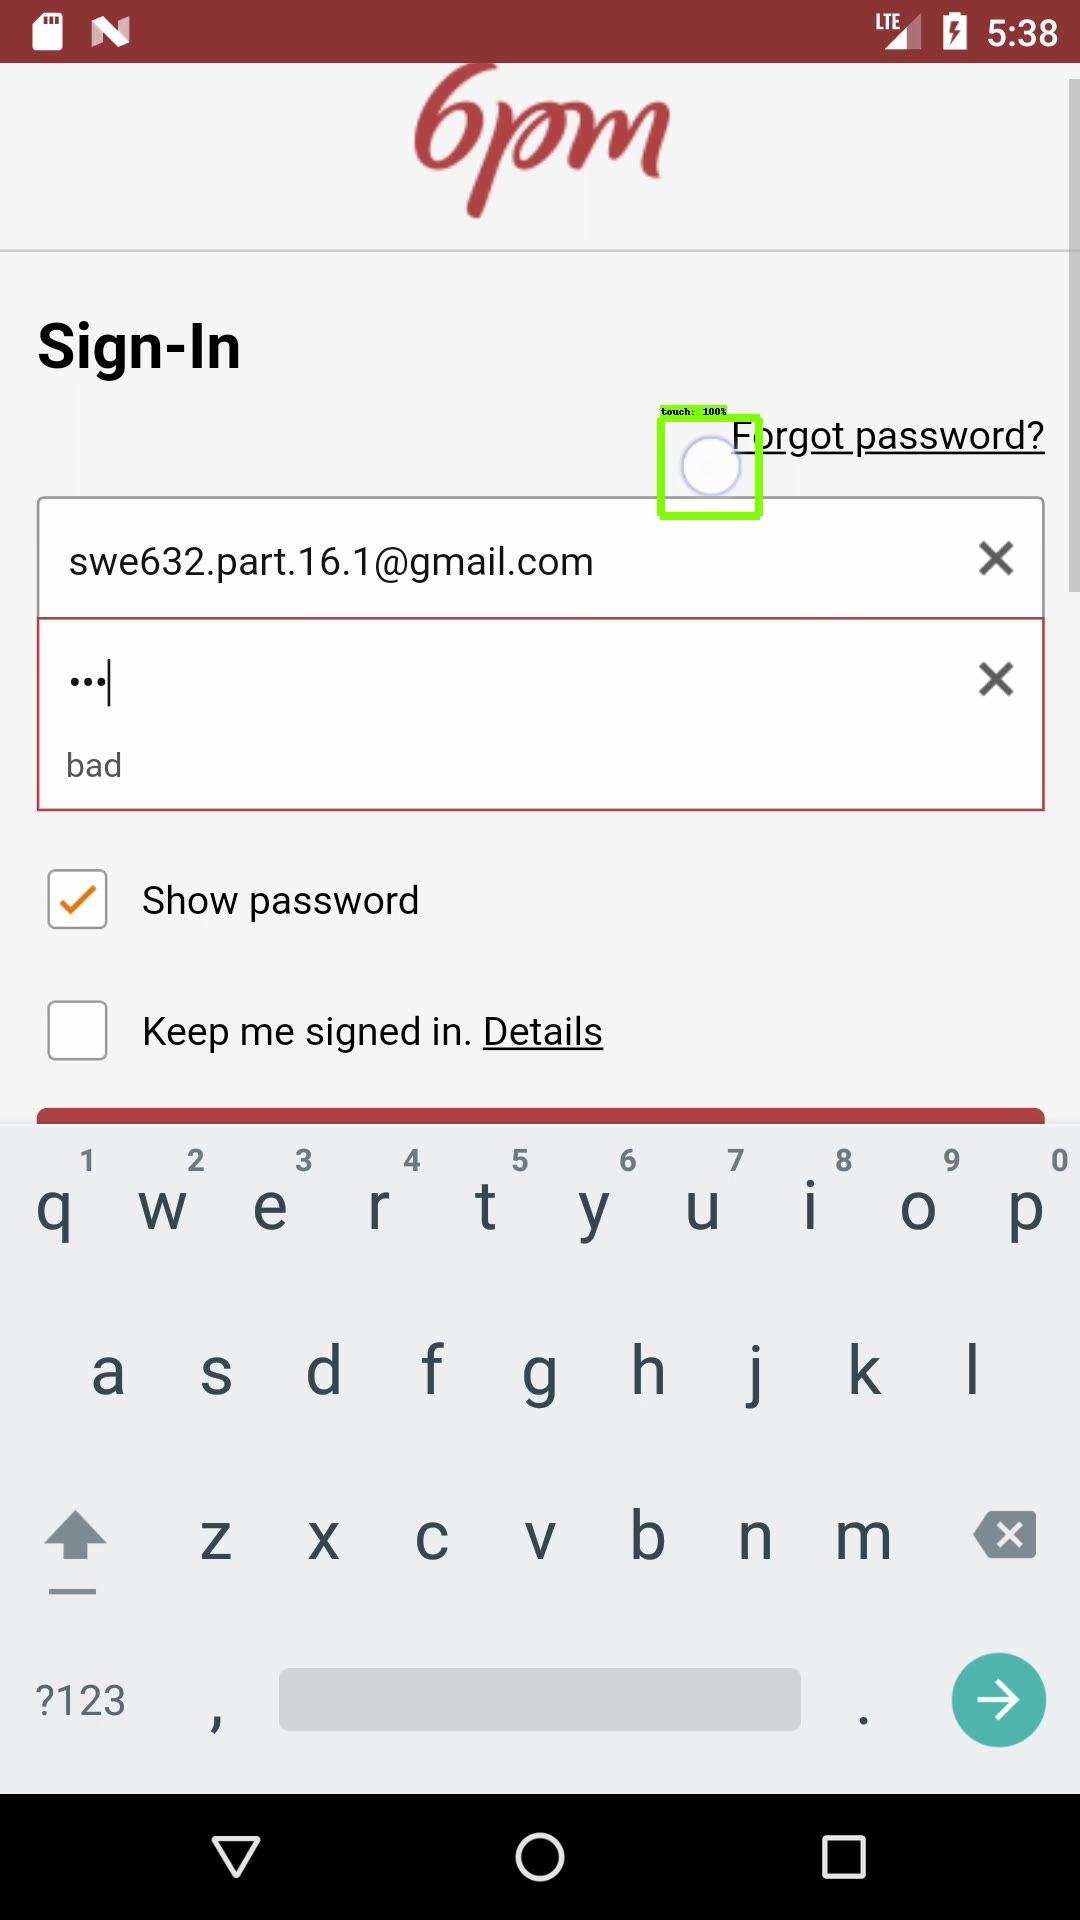 LTE 5:38
6pm
Sign-In
touch: 100%
Forgot password?
swe632.part.16.1@gmail.com
•••
bad
Show password
Keep me signed in. Details
1 2 3 4 5 6 7 8 9 0
q w e r t y u i o p
a s d f g h j k l
z x c v b n m
?123 , .